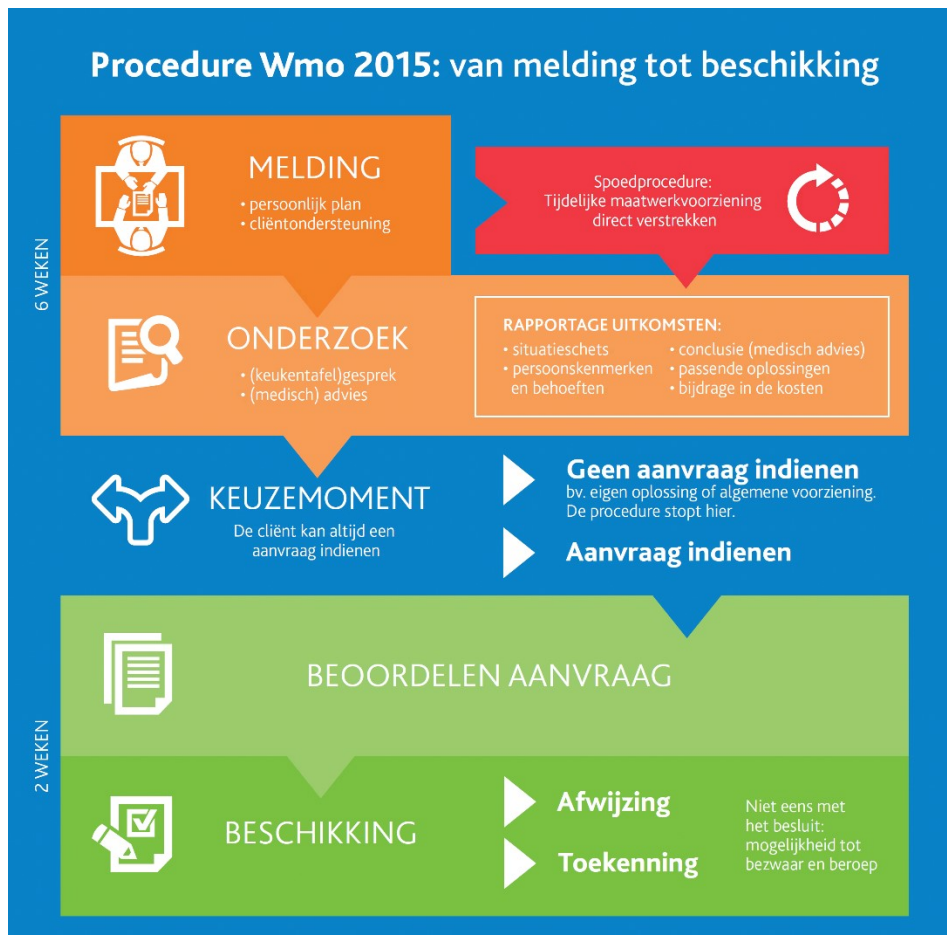 Procedure Wmo 2015: van melding tot beschikking
6 WEKEN
MELDING
• persoonlijk plan
• cliëntondersteuning
Spoedprocedure:
Tijdelijke maatwerkvoorziening
direct verstrekken
ONDERZOEK
• (keukentafel)gesprek
• (medisch) advies
RAPPORTAGE UITKOMSTEN:
• situatieschets
• persoonskenmerken
en behoeften
• conclusie (medisch advies)
• passende oplossingen
• bijdrage in de kosten
KEUZEMOMENT
De cliënt kan altijd een
aanvraag indienen
Geen aanvraag indienen
bv. eigen oplossing of algemene voorziening.
De procedure stopt hier.
Aanvraag indienen
2 WEKEN
BEOORDELEN AANVRAAG
BESCHIKKING
Afwijzing
Toekenning
Niet eens met
het besluit:
mogelijkheid tot
bezwaar en beroep